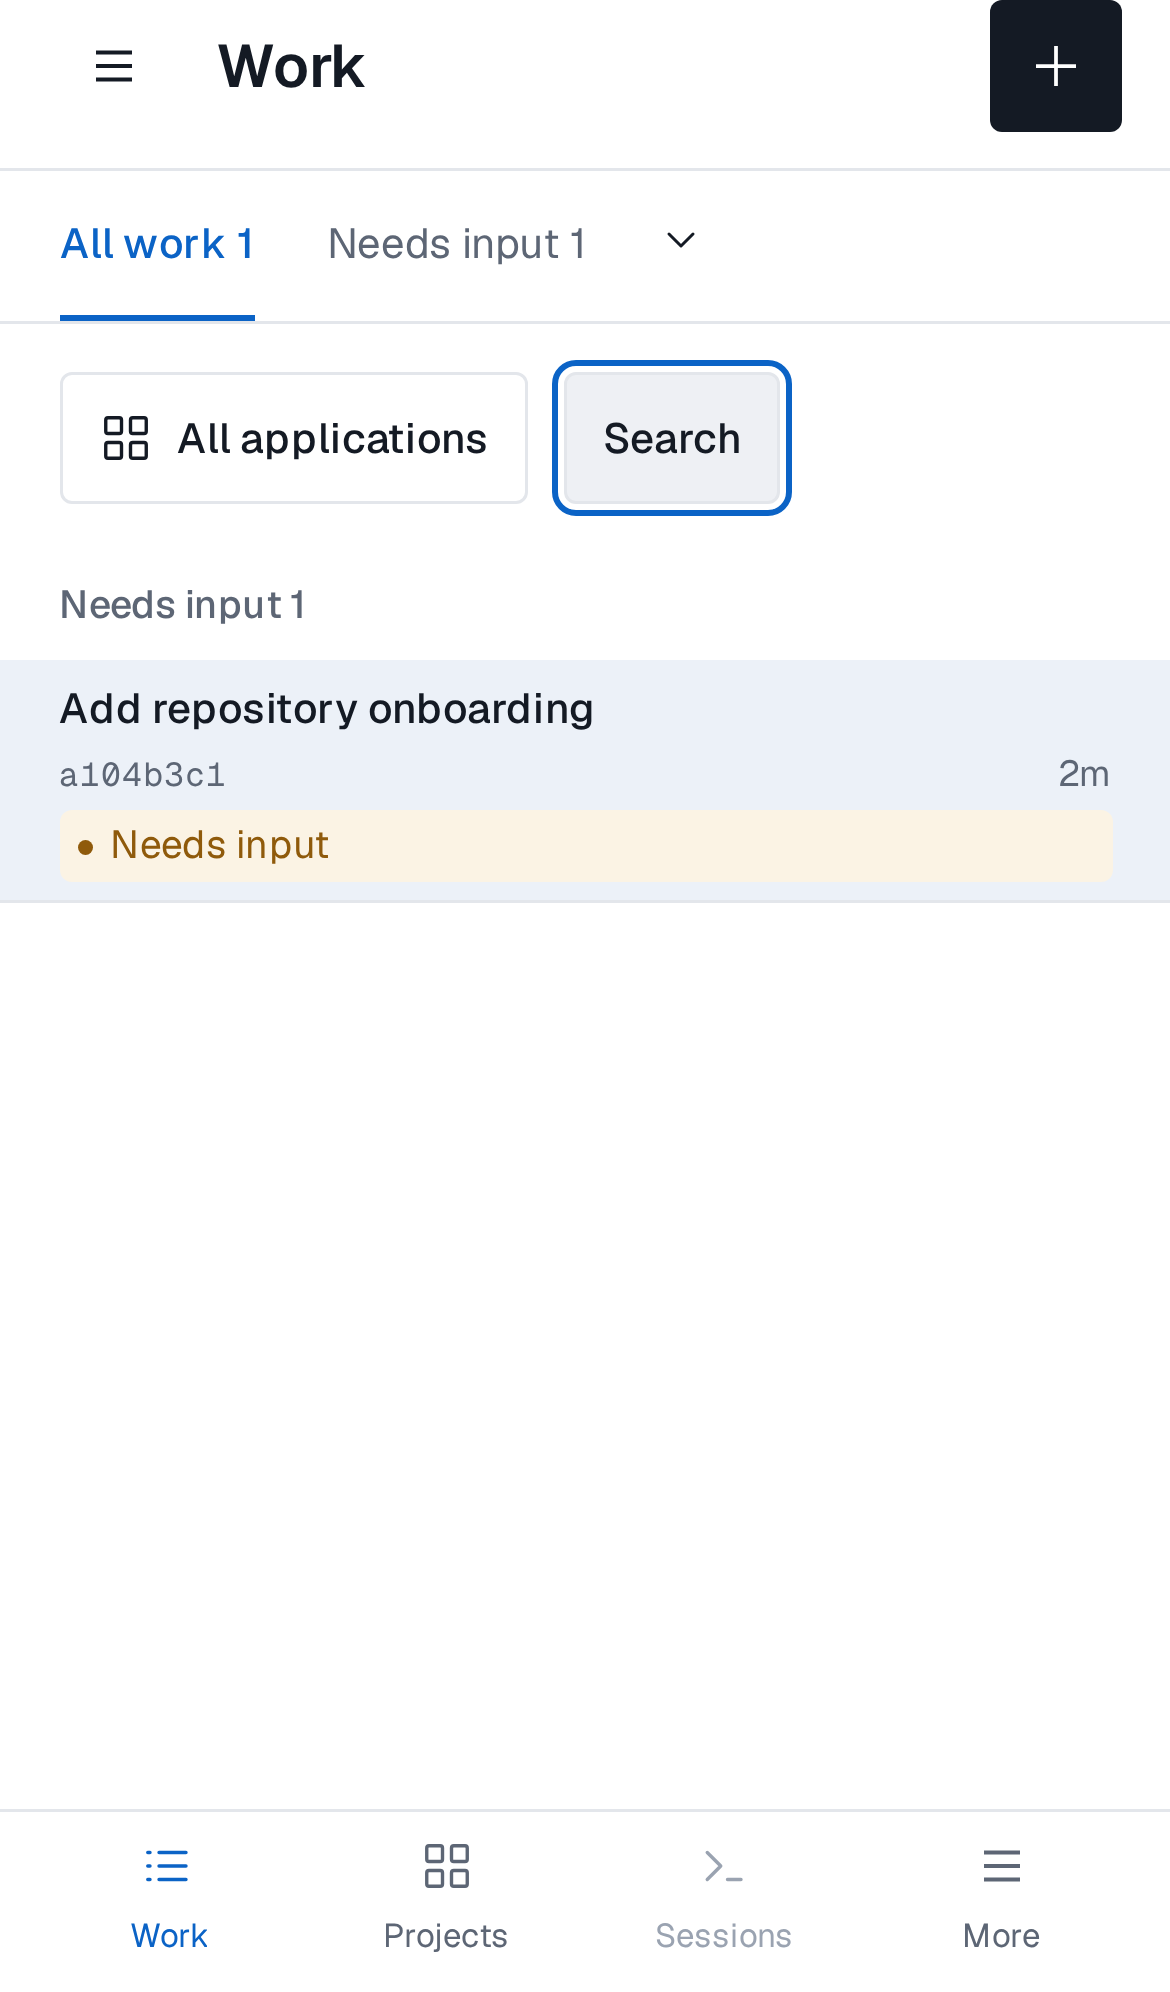 Work
All work 1 Needs input 1
All applications Search
Needs input 1
Add repository onboarding
a104b3c1 2m
Needs input
Work Projects Sessions More